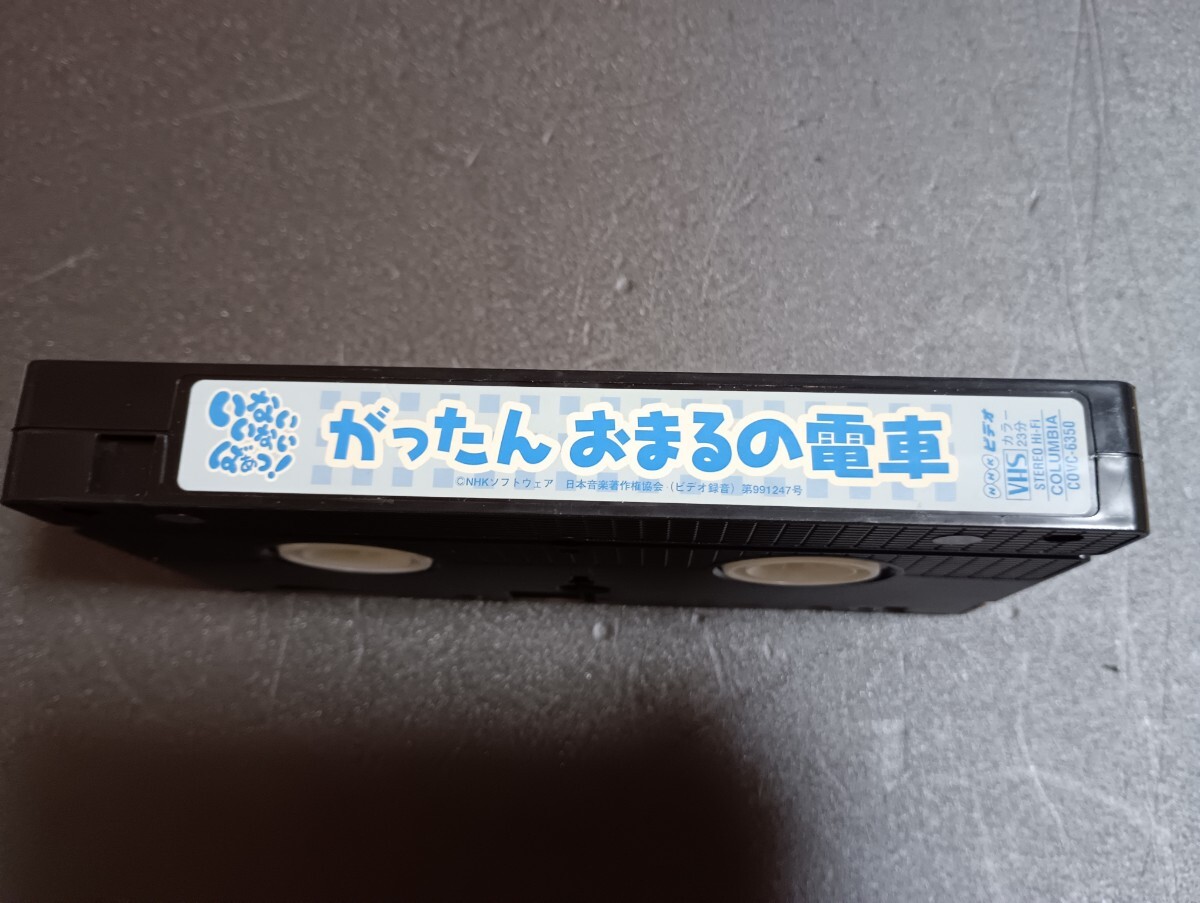 いないいない
ばあっ！
がったん おまるの電車
©NHKソフトウェア 日本音楽著作権協会（ビデオ録音）第991247号
NHKビデオ
VHS カラー 23分
STEREO Hi-Fi
COLUMBIA
COVC-6350